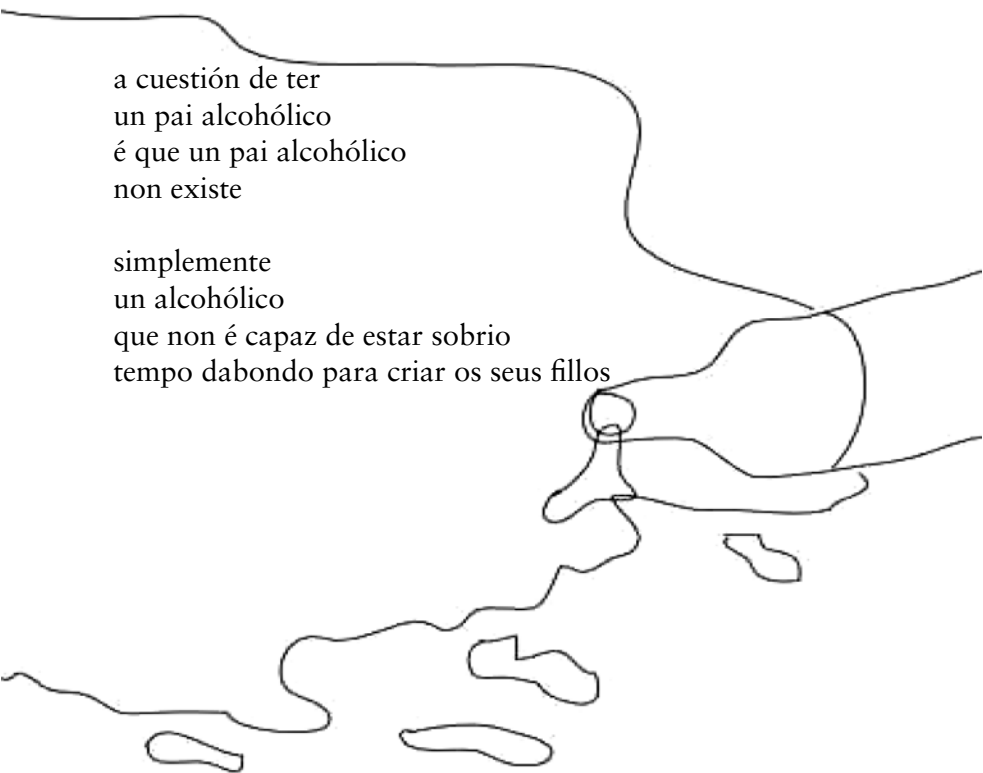 a cuestión de ter
un pai alcohólico
é que un pai alcohólico
non existe

simplemente
un alcohólico
que non é capaz de estar sobrio
tempo dabondo para criar os seus fillos